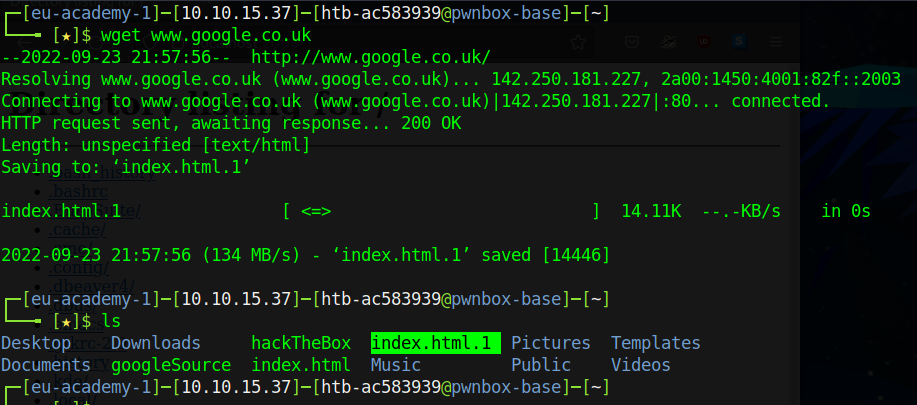 ┌─[eu-academy-1]─[10.10.15.37]─[htb-ac583939@pwnbox-base]─[~]
└──╼ [★]$ wget www.google.co.uk
--2022-09-23 21:57:56--  http://www.google.co.uk/
Resolving www.google.co.uk (www.google.co.uk)... 142.250.181.227, 2a00:1450:4001:82f::2003
Connecting to www.google.co.uk (www.google.co.uk)|142.250.181.227|:80... connected.
HTTP request sent, awaiting response... 200 OK
Length: unspecified [text/html]
Saving to: ‘index.html.1’
.bashrc
index.html.1                [ <=>                          ]  14.11K  --.-KB/s    in 0s
.cache/
2022-09-23 21:57:56 (134 MB/s) - ‘index.html.1’ saved [14446]
.config/
.dbeaver4/
┌─[eu-academy-1]─[10.10.15.37]─[htb-ac583939@pwnbox-base]─[~]
└──╼ [★]$ ls
Desktop    Downloads     hackTheBox  index.html.1  Pictures  Templates
Documents  googleSource  index.html  Music         Public    Videos
┌─[eu-academy-1]─[10.10.15.37]─[htb-ac583939@pwnbox-base]─[~]